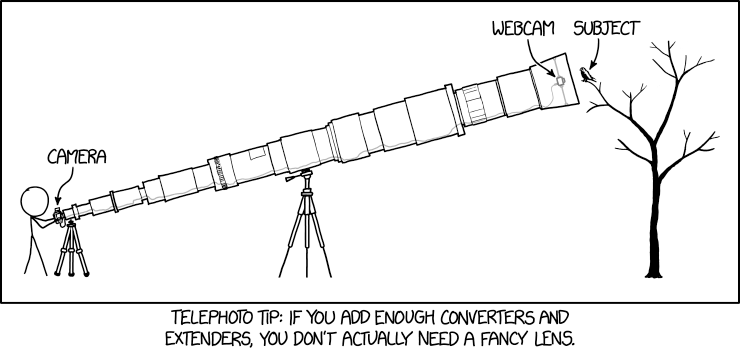 WEBCAM
SUBJECT
CAMERA
TELEPHOTO TIP: IF YOU ADD ENOUGH CONVERTERS AND
EXTENDERS, YOU DON'T ACTUALLY NEED A FANCY LENS.